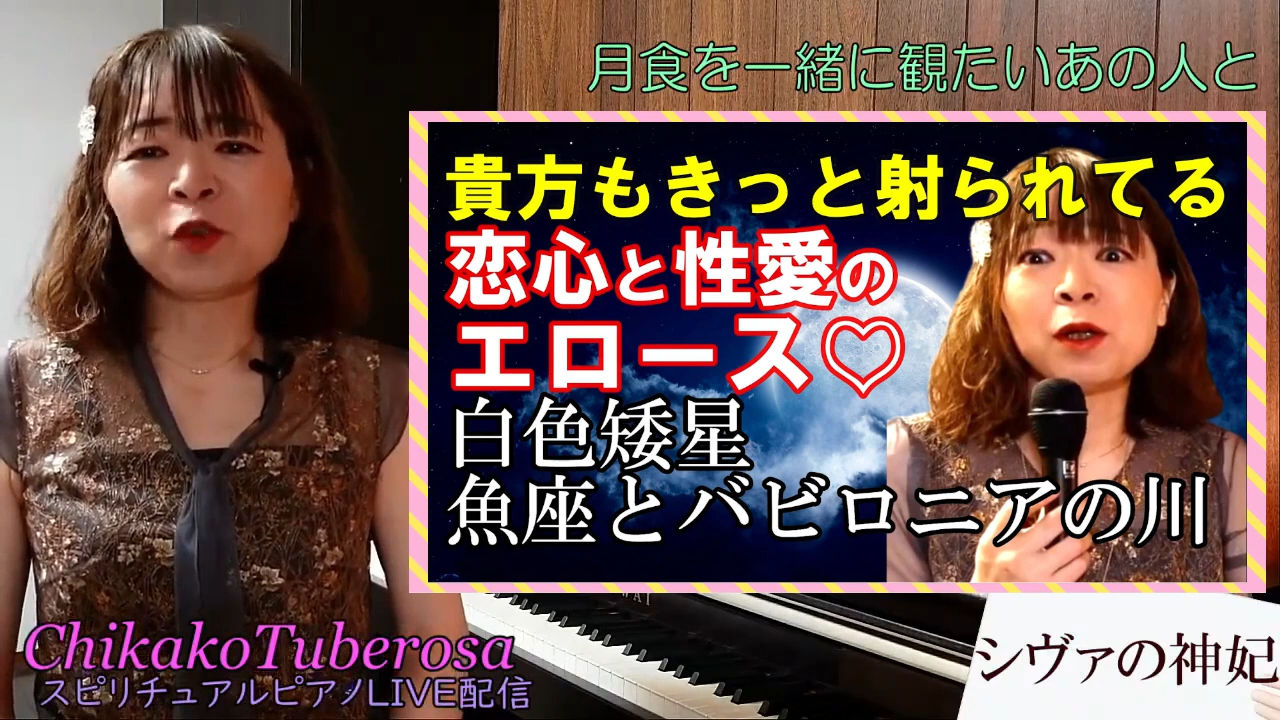 月食を一緒に観たいあの人と
貴方もきっと射られてる
恋心と性愛の
エロース♡
白色矮星
魚座とバビロニアの川
WAI
シヴァの神妃
ChikakoTuberosa
スピリチュアルピアノLIVE配信